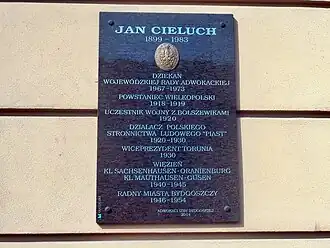 JAN CIELUCH
1899 – 1983
DZIEKAN
WOJEWÓDZKIEJ RADY ADWOKACKIEJ
1967-1973
POWSTANIEC WIELKOPOLSKI
1918-1919
UCZESTNIK WOJNY Z BOLSZEWIKAMI
1920
DZIAŁACZ POLSKIEGO
STRONNICTWA LUDOWEGO "PIAST"
1926-1930
WICEPREZYDENT TORUNIA
1930
WIĘZIEŃ
KL SACHSENHAUSEN-ORANIENBURG
KL MAUTHAUSEN-GUSEN
1940-1945
RADNY MIASTA BYDGOSZCZY
1946-1954
2014